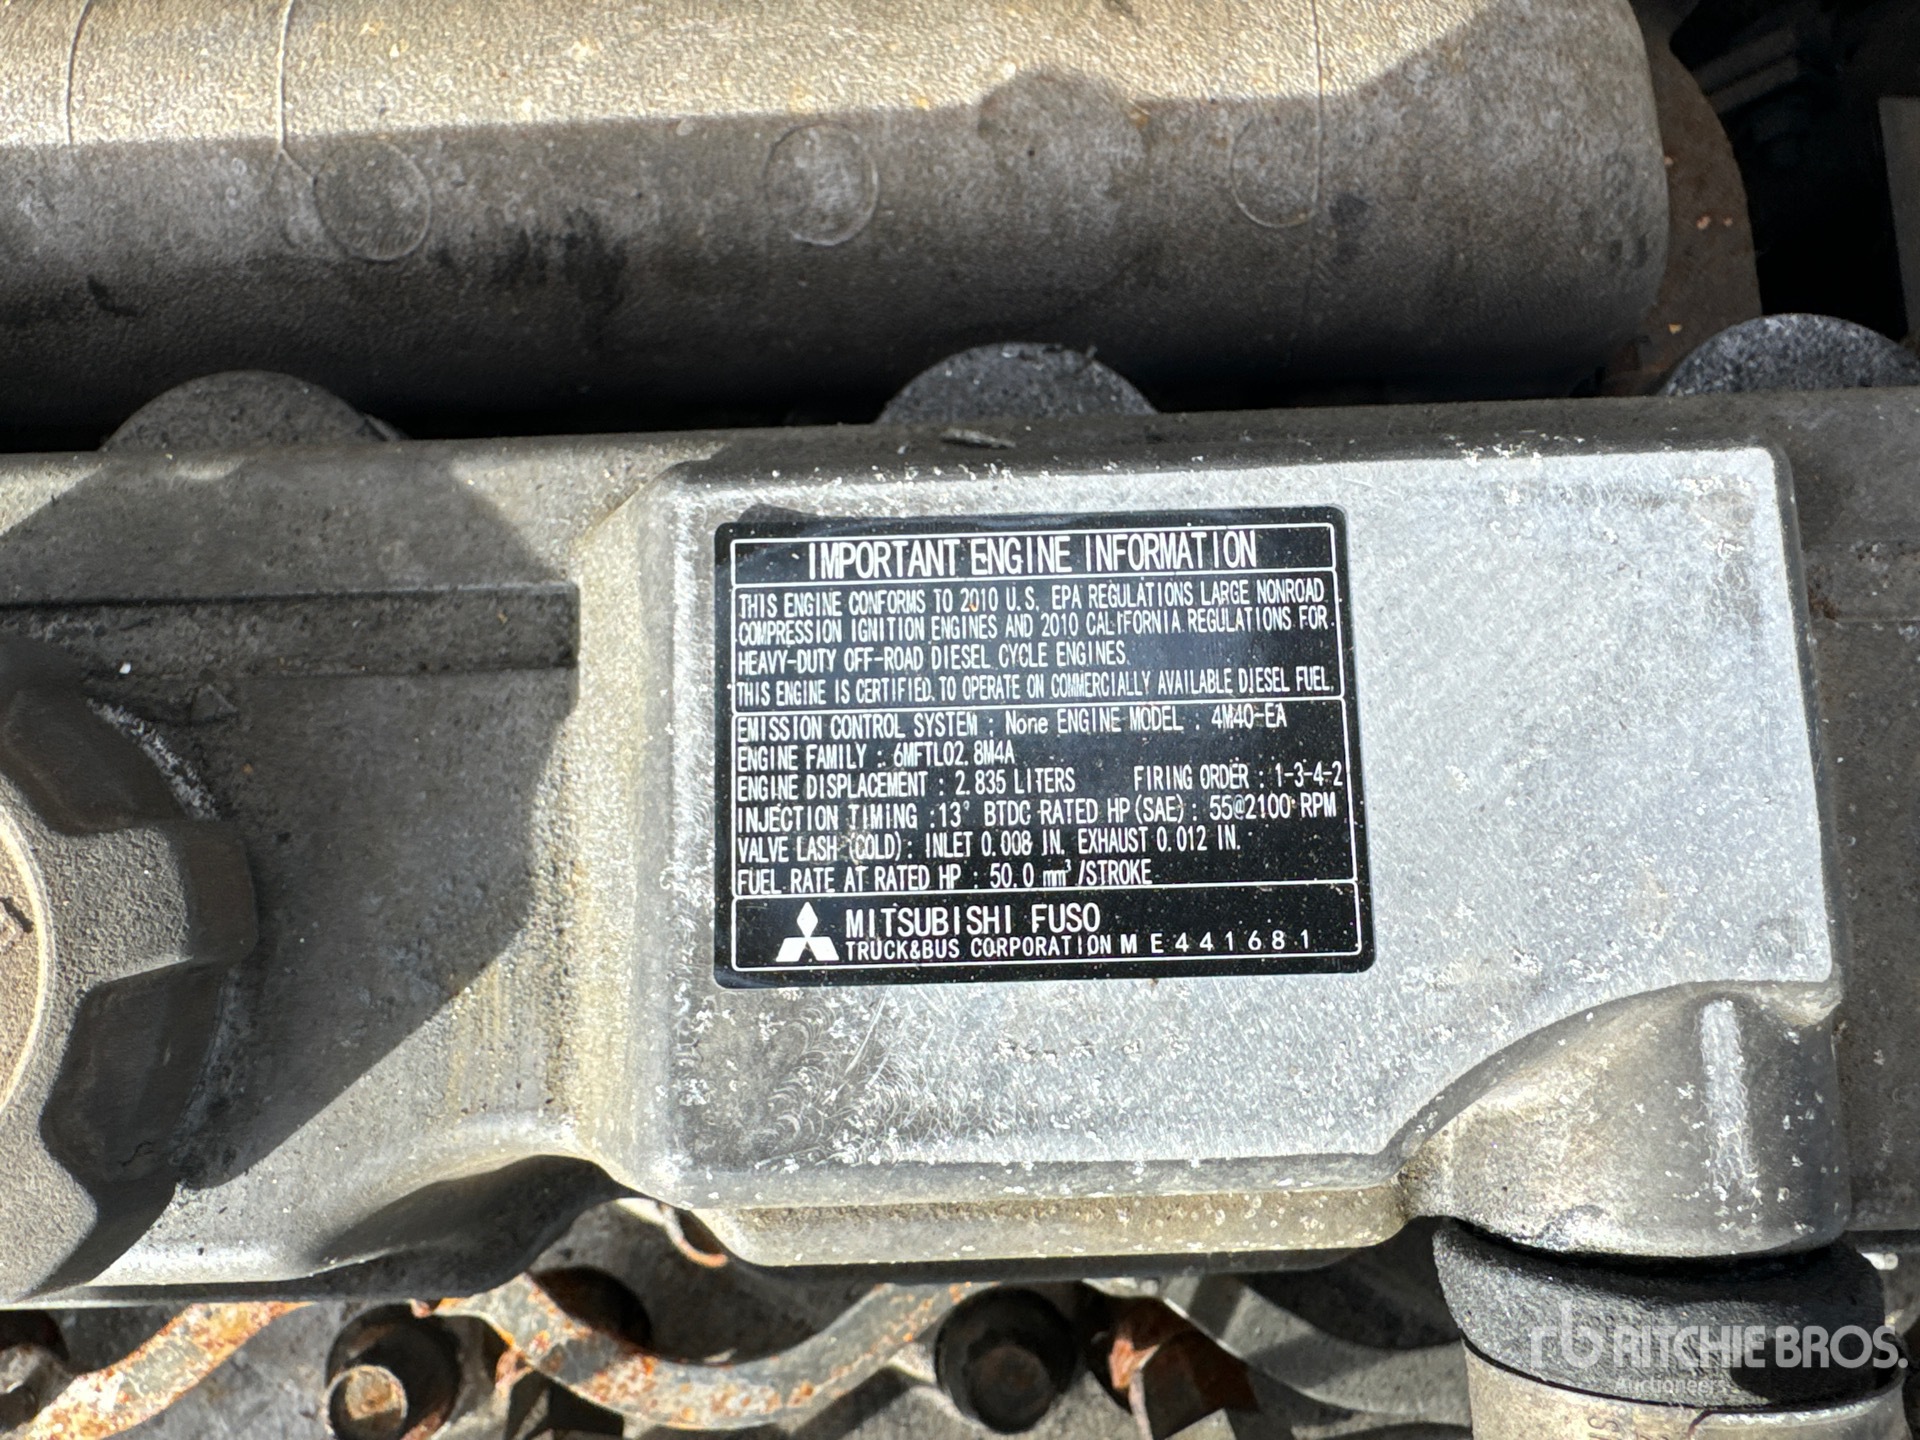 IMPORTANT ENGINE INFORMATION
THIS ENGINE CONFORMS TO 2010 U.S. EPA REGULATIONS LARGE NONROAD
COMPRESSION IGNITION ENGINES AND 2010 CALIFORNIA REGULATIONS FOR
HEAVY-DUTY OFF-ROAD DIESEL CYCLE ENGINES.
THIS ENGINE IS CERTIFIED TO OPERATE ON COMMERCIALLY AVAILABLE DIESEL FUEL.
EMISSION CONTROL SYSTEM : None ENGINE MODEL : 4M40-EA
ENGINE FAMILY : 6MFTL02.8M4A
ENGINE DISPLACEMENT : 2.835 LITERS FIRING ORDER : 1-3-4-2
INJECTION TIMING :13° BTDC RATED HP(SAE) : 55@2100 RPM
VALVE LASH (COLD) : INLET 0.008 IN. EXHAUST 0.012 IN.
FUEL RATE AT RATED HP : 50.0 mm³/STROKE
MITSUBISHI FUSO
TRUCK&BUS CORPORATION ME441681
rb RITCHIE BROS.
Auctioneers